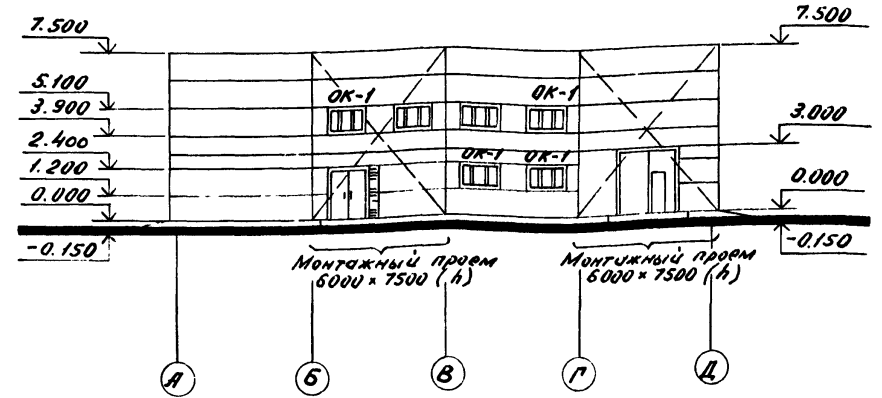 7.500
7.500
5.100
ОК-1
ОК-1
3.900
3.000
2.400
ОК-1
ОК-1
1.200
0.000
0.000
-0.150
-0.150
Монтажный проем
6000 × 7500 (h)
Монтажный проем
6000 × 7500 (h)
А
Б
В
Г
Д